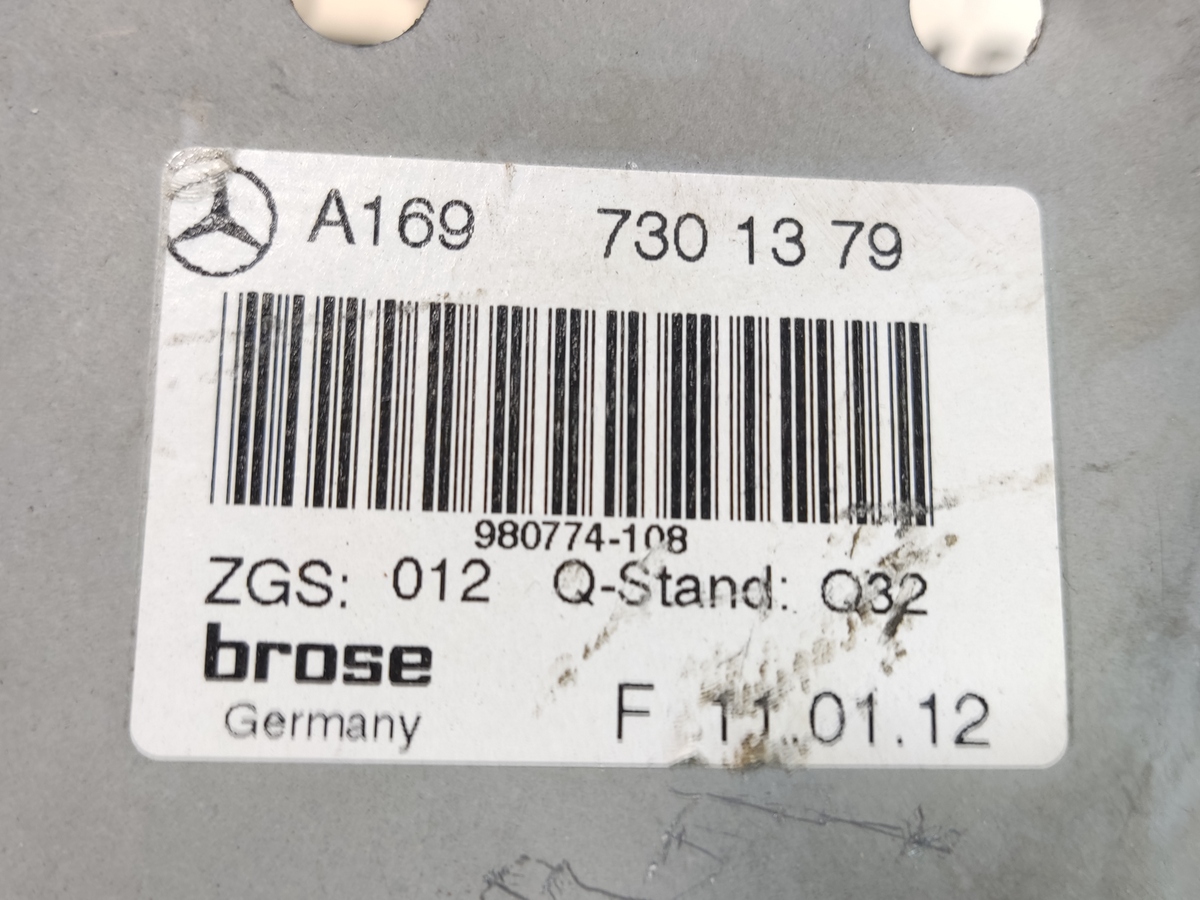 A169 730 13 79
980774-108
ZGS: 012 Q-Stand: Q32
brose
Germany F 11.01.12